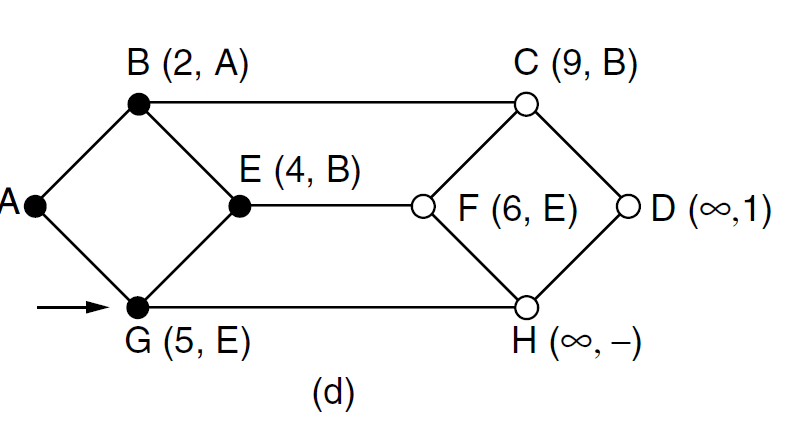 B (2, A)
C (9, B)
E (4, B)
A
F (6, E)
D (∞,1)
G (5, E)
H (∞, –)
(d)